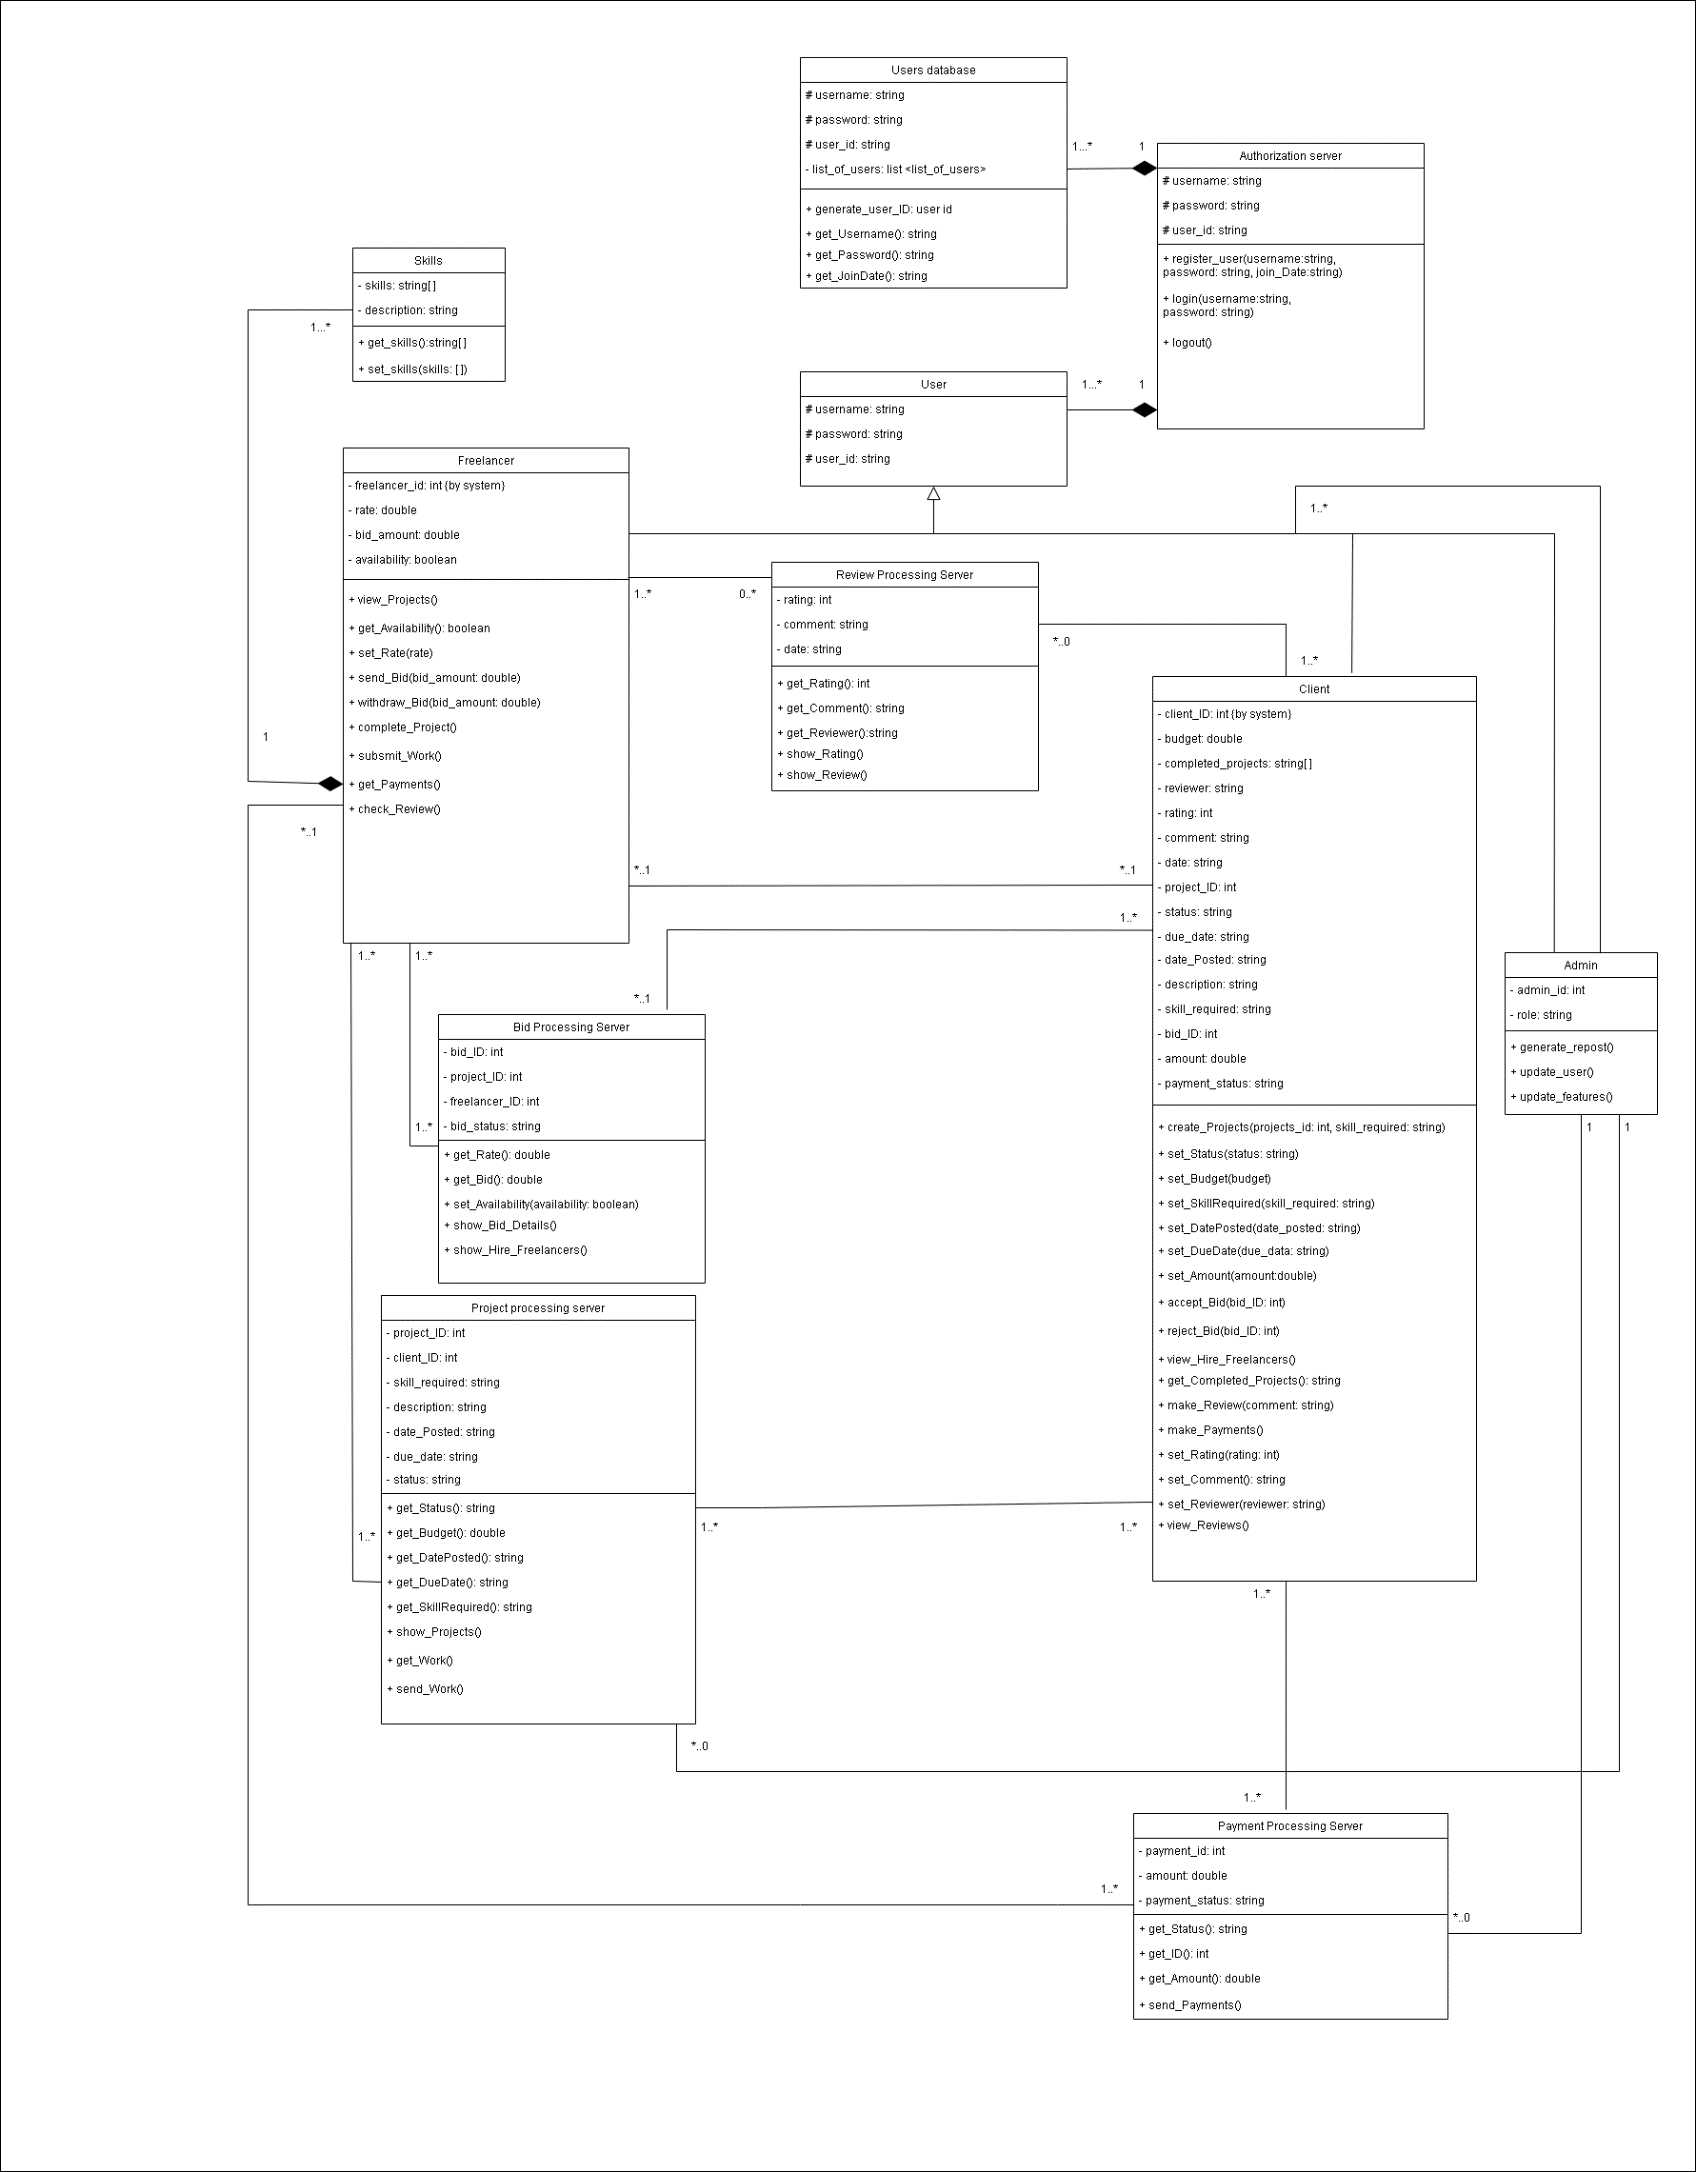 Users database
# username: string
# password: string
# user_id: string
- list_of_users: list <list_of_users>
+ generate_user_ID: user id
+ get_Username(): string
+ get_Password(): string
+ get_JoinDate(): string
1...*
1
Authorization server
# username: string
# password: string
# user_id: string
+ register_user(username:string,
password: string, join_Date:string)
+ login(username:string,
password: string)
+ logout()
Skills
- skills: string[ ]
- description: string
+ get_skills():string[ ]
+ set_skills(skills: [ ])
1...*
User
# username: string
# password: string
# user_id: string
1...*
1
Freelancer
- freelancer_id: int {by system}
- rate: double
- bid_amount: double
- availability: boolean
+ view_Projects()
+ get_Availability(): boolean
+ set_Rate(rate)
+ send_Bid(bid_amount: double)
+ withdraw_Bid(bid_amount: double)
+ complete_Project()
+ subsmit_Work()
+ get_Payments()
+ check_Review()
1
*..1
1..*
0..*
Review Processing Server
- rating: int
- comment: string
- date: string
+ get_Rating(): int
+ get_Comment(): string
+ get_Reviewer():string
+ show_Rating()
+ show_Review()
*..0
1..*
1..*
Client
- client_ID: int {by system}
- budget: double
- completed_projects: string[ ]
- reviewer: string
- rating: int
- comment: string
- date: string
- project_ID: int
- status: string
- due_date: string
- date_Posted: string
- description: string
- skill_required: string
- bid_ID: int
- amount: double
- payment_status: string
+ create_Projects(projects_id: int, skill_required: string)
+ set_Status(status: string)
+ set_Budget(budget)
+ set_SkillRequired(skill_required: string)
+ set_DatePosted(date_posted: string)
+ set_DueDate(due_data: string)
+ set_Amount(amount:double)
+ accept_Bid(bid_ID: int)
+ reject_Bid(bid_ID: int)
+ view_Hire_Freelancers()
+ get_Completed_Projects(): string
+ make_Review(comment: string)
+ make_Payments()
+ set_Rating(rating: int)
+ set_Comment(): string
+ set_Reviewer(reviewer: string)
+ view_Reviews()
*..1
*..1
1..*
*..1
1..*
1..*
Admin
- admin_id: int
- role: string
+ generate_repost()
+ update_user()
+ update_features()
1
1
Bid Processing Server
- bid_ID: int
- project_ID: int
- freelancer_ID: int
- bid_status: string
+ get_Rate(): double
+ get_Bid(): double
+ set_Availability(availability: boolean)
+ show_Bid_Details()
+ show_Hire_Freelancers()
1..*
Project processing server
- project_ID: int
- client_ID: int
- skill_required: string
- description: string
- date_Posted: string
- due_date: string
- status: string
+ get_Status(): string
+ get_Budget(): double
+ get_DatePosted(): string
+ get_DueDate(): string
+ get_SkillRequired(): string
+ show_Projects()
+ get_Work()
+ send_Work()
1..*
1..*
1..*
*..0
1..*
1..*
Payment Processing Server
- payment_id: int
- amount: double
- payment_status: string
+ get_Status(): string
+ get_ID(): int
+ get_Amount(): double
+ send_Payments()
1..*
*..0